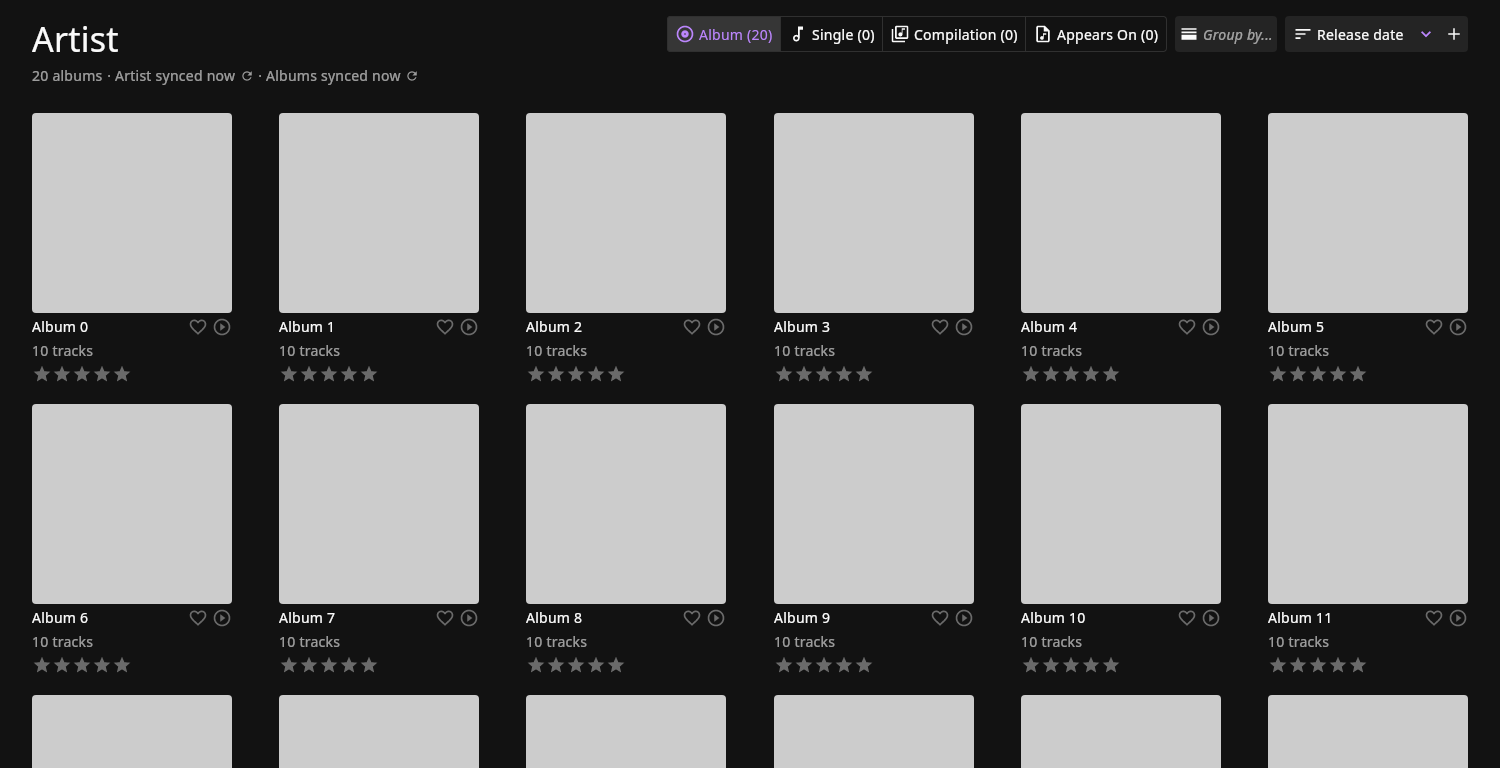 Artist
Album (20) Single (0) Compilation (0) Appears On (0) Group by... Release date
20 albums · Artist synced now · Albums synced now
Album 0 Album 1 Album 2 Album 3 Album 4 Album 5
10 tracks 10 tracks 10 tracks 10 tracks 10 tracks 10 tracks
Album 6 Album 7 Album 8 Album 9 Album 10 Album 11
10 tracks 10 tracks 10 tracks 10 tracks 10 tracks 10 tracks